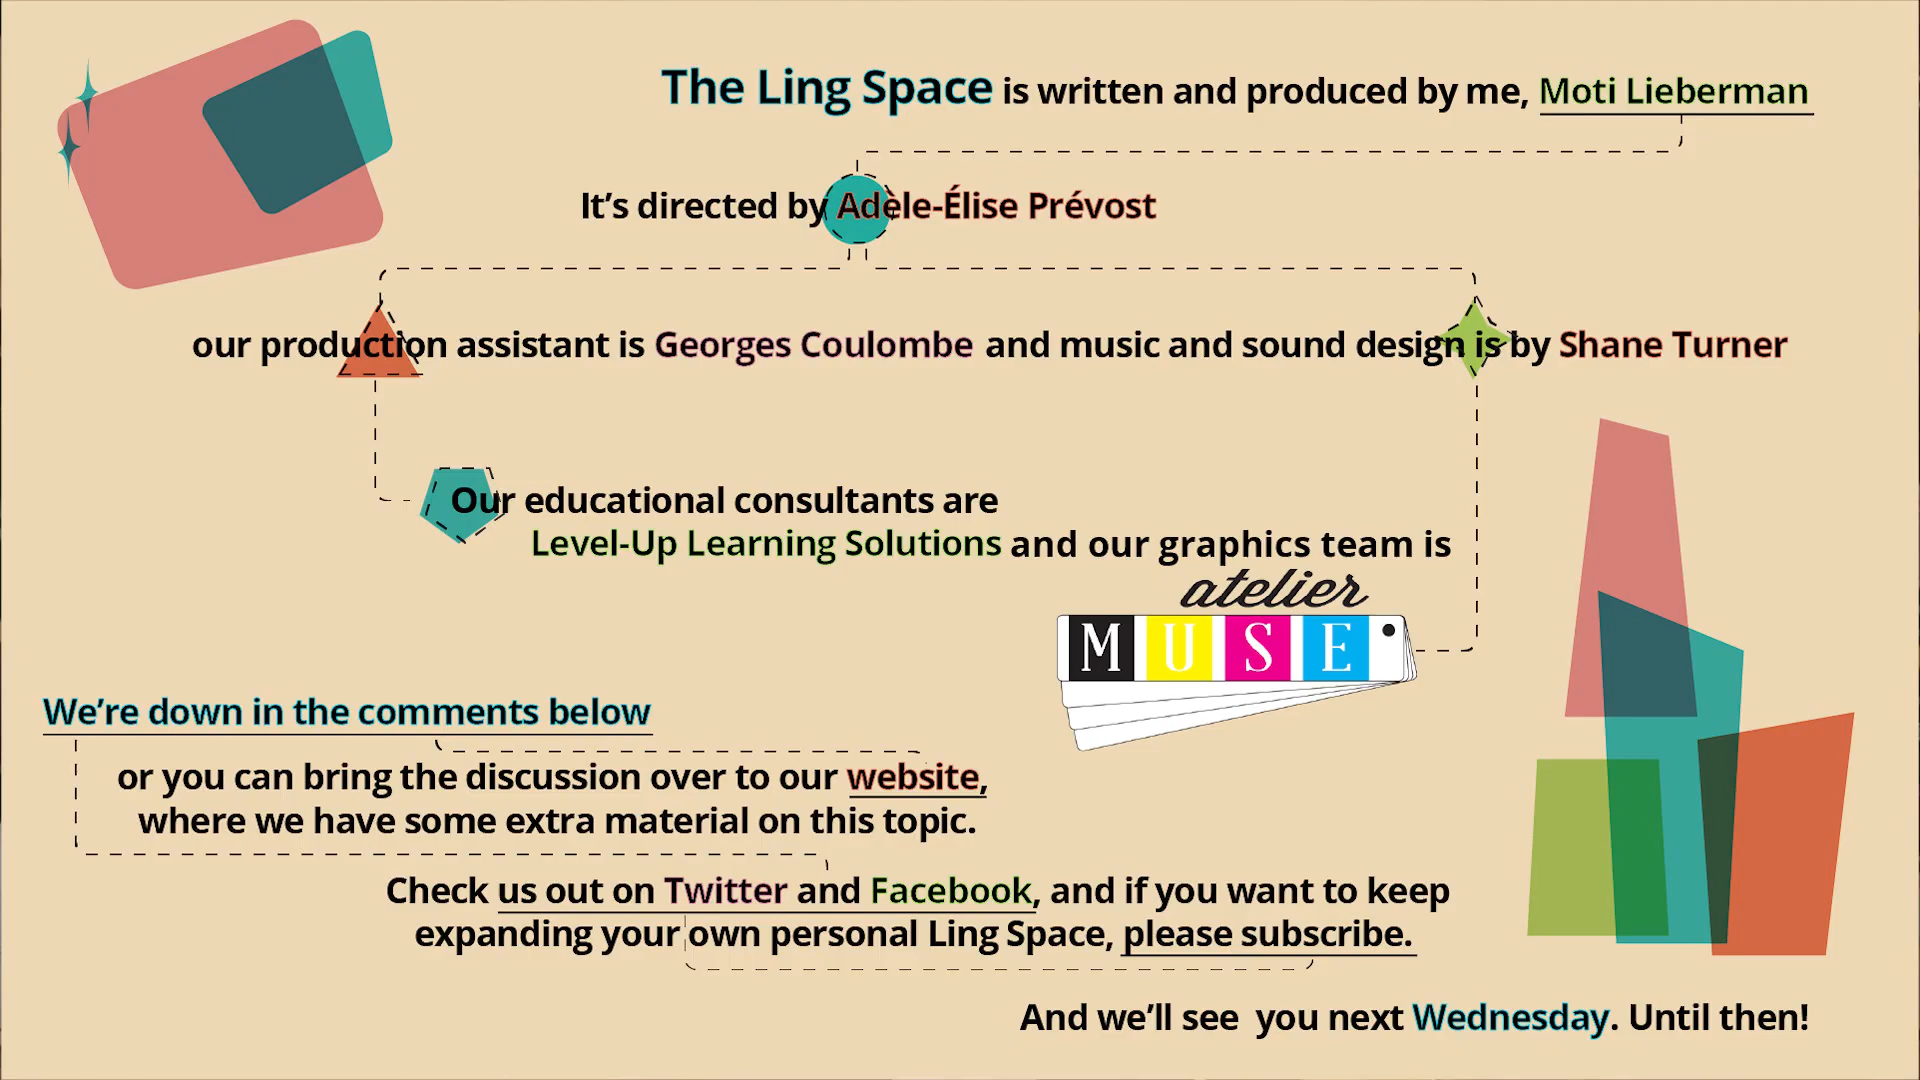 The Ling Space is written and produced by me, Moti Lieberman
It's directed by Adèle-Élise Prévost
our production assistant is Georges Coulombe and music and sound design is by Shane Turner
Our educational consultants are
Level-Up Learning Solutions and our graphics team is
atelier
MUSE
We're down in the comments below
or you can bring the discussion over to our website,
where we have some extra material on this topic.
Check us out on Twitter and Facebook, and if you want to keep
expanding your own personal Ling Space, please subscribe.
And we'll see you next Wednesday. Until then!